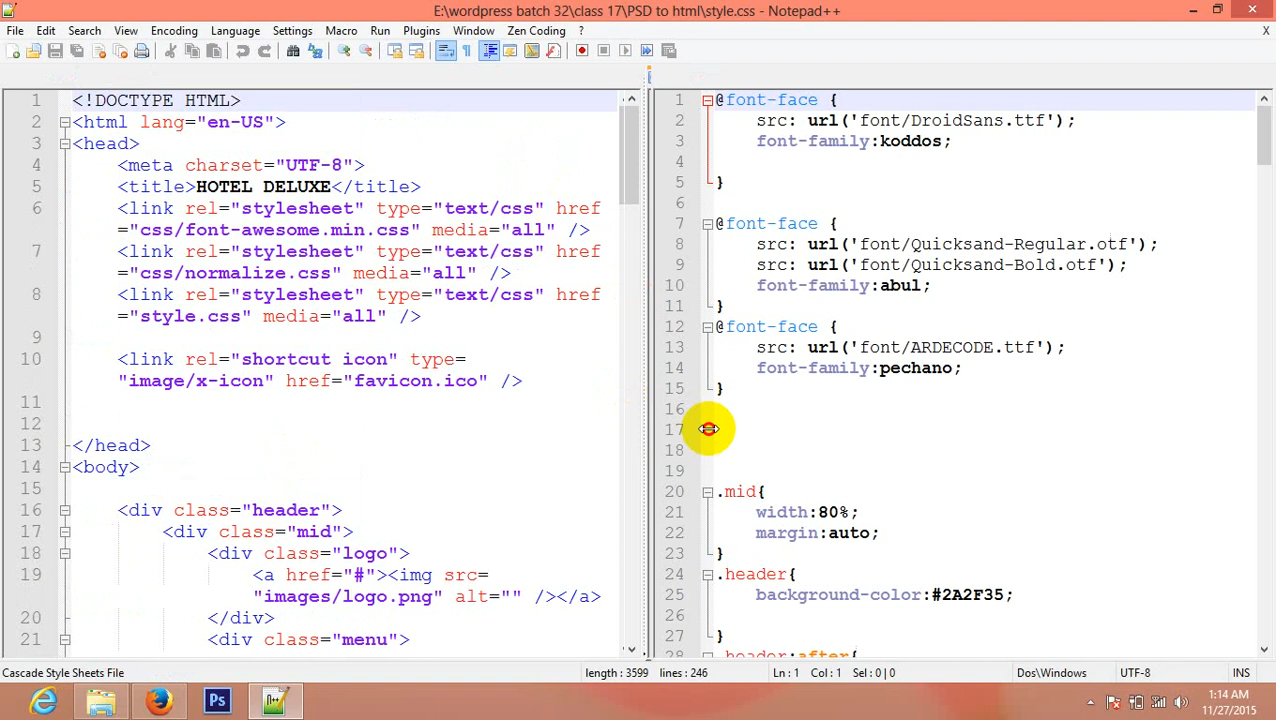 E:\wordpress batch 32\class 17\PSD to html\style.css - Notepad++
File Edit Search View Encoding Language Settings Macro Run Plugins Window Zen Coding ? X
1 <!DOCTYPE HTML>
2 <html lang="en-US">
3 <head>
4 <meta charset="UTF-8">
5 <title>HOTEL DELUXE</title>
6 <link rel="stylesheet" type="text/css" href
="css/font-awesome.min.css" media="all" />
7 <link rel="stylesheet" type="text/css" href
="css/normalize.css" media="all" />
8 <link rel="stylesheet" type="text/css" href
="style.css" media="all" />
9
10 <link rel="shortcut icon" type=
"image/x-icon" href="favicon.ico" />
11
12
13 </head>
14 <body>
15
16 <div class="header">
17 <div class="mid">
18 <div class="logo">
19 <a href="#"><img src=
"images/logo.png" alt="" /></a>
20 </div>
21 <div class="menu">
1 @font-face {
2 src: url('font/DroidSans.ttf');
3 font-family:koddos;
4
5 }
6
7 @font-face {
8 src: url('font/Quicksand-Regular.otf');
9 src: url('font/Quicksand-Bold.otf');
10 font-family:abul;
11 }
12 @font-face {
13 src: url('font/ARDECODE.ttf');
14 font-family:pechano;
15 }
16
17
18
19
20 .mid{
21 width:80%;
22 margin:auto;
23 }
24 .header{
25 background-color:#2A2F35;
26
27 }
28 .header:after{
Cascade Style Sheets File length : 3599 lines : 246 Ln : 1 Col : 1 Sel : 0 | 0 Dos\Windows UTF-8 INS
Ps
1:14 AM
11/27/2015